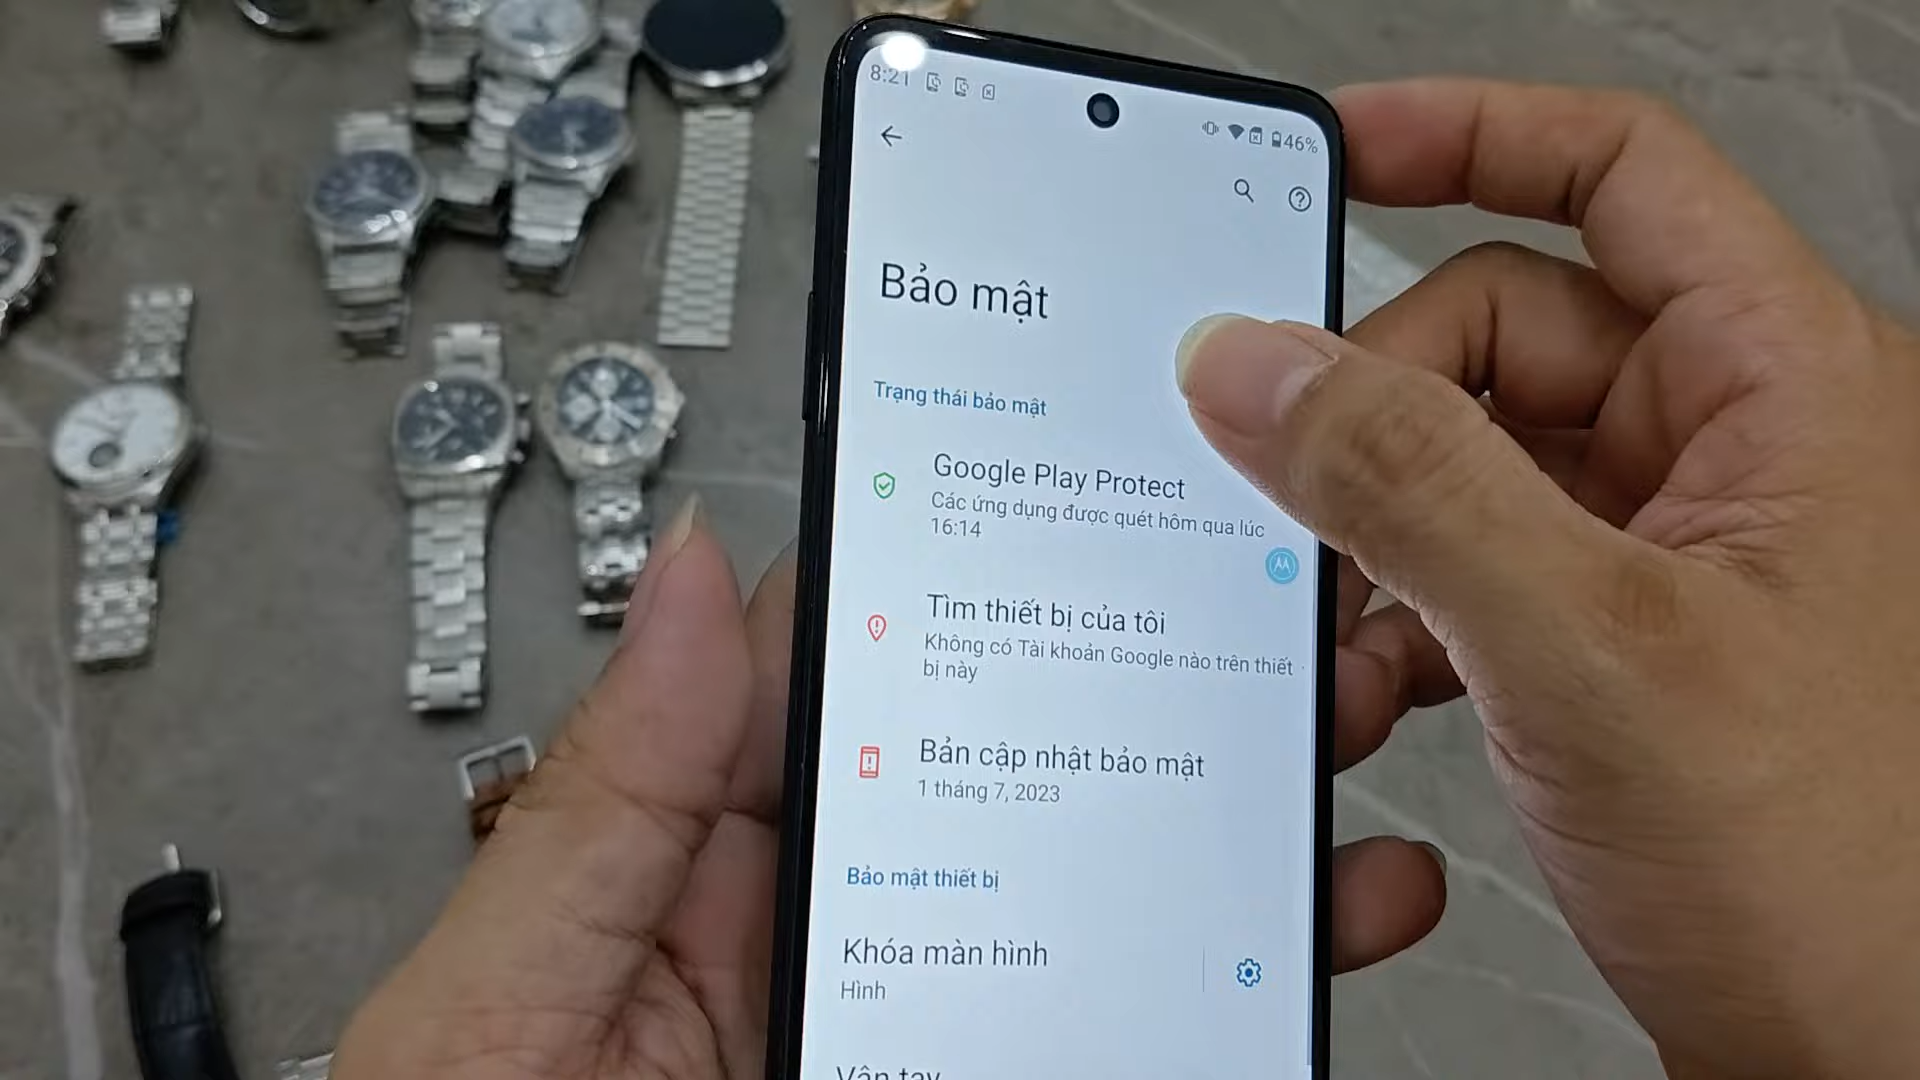 8:21
46%
Bảo mật
Trạng thái bảo mật
Google Play Protect
Các ứng dụng được quét hôm qua lúc
16:14
Tìm thiết bị của tôi
Không có Tài khoản Google nào trên thiết
bị này
Bản cập nhật bảo mật
1 tháng 7, 2023
Bảo mật thiết bị
Khóa màn hình
Hình
Vân tay